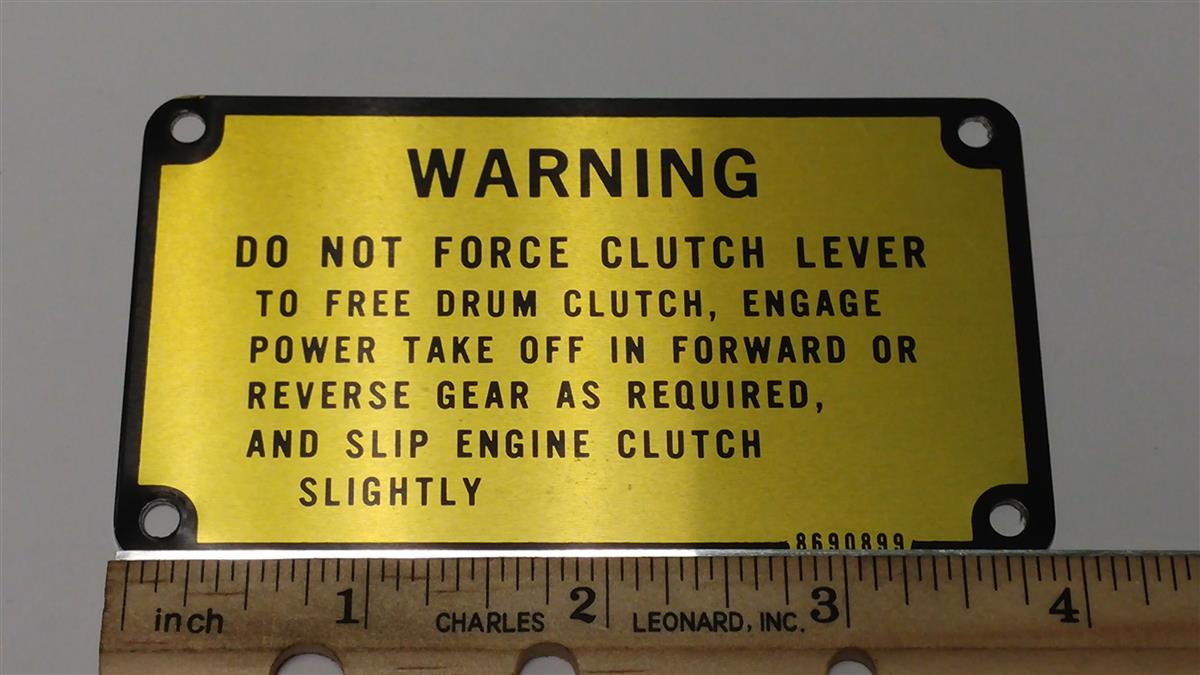 WARNING
DO NOT FORCE CLUTCH LEVER
TO FREE DRUM CLUTCH, ENGAGE
POWER TAKE OFF IN FORWARD OR
REVERSE GEAR AS REQUIRED,
AND SLIP ENGINE CLUTCH
SLIGHTLY
8690899
inch 1 CHARLES 2 LEONARD, INC. 3 4